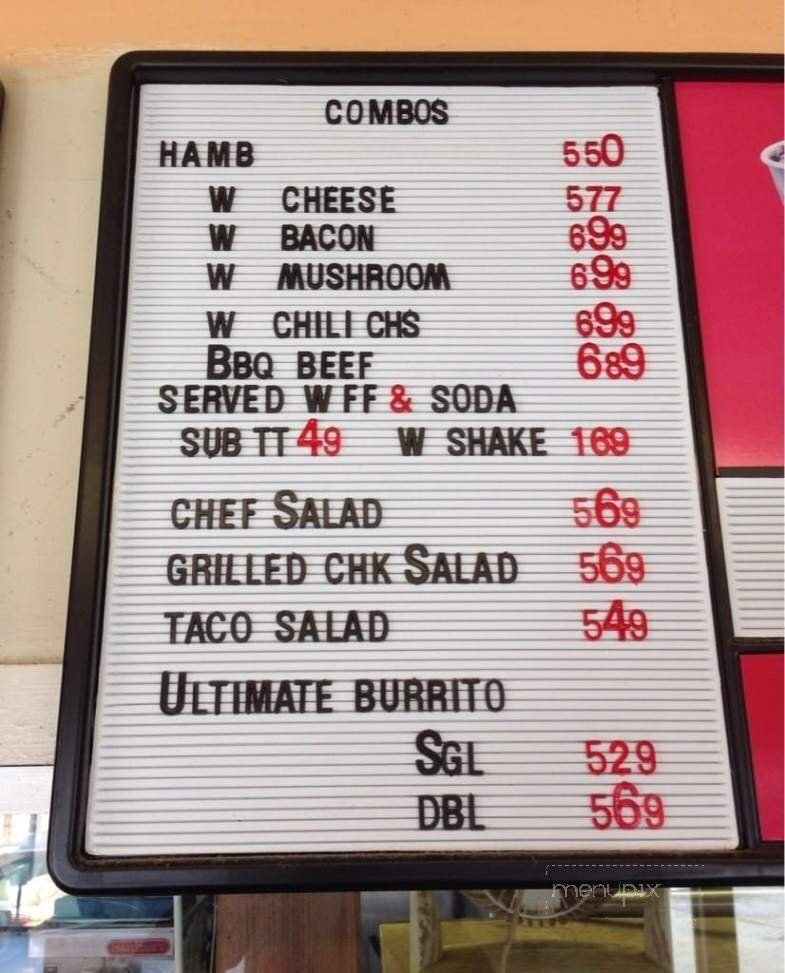 COMBOS
HAMB 550
W CHEESE 577
W BACON 699
W MUSHROOM 699
W CHILI CHS 699
BBQ BEEF 689
SERVED W FF & SODA
SUB TT 49 W SHAKE 169
CHEF SALAD 569
GRILLED CHK SALAD 569
TACO SALAD 549
ULTIMATE BURRITO
SGL 529
DBL 569
menupix